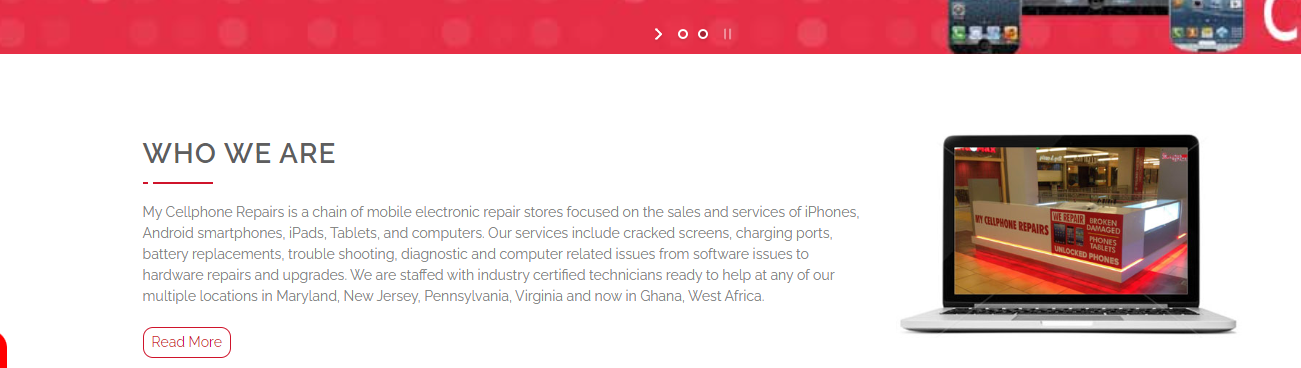 C
WHO WE ARE
My Cellphone Repairs is a chain of mobile electronic repair stores focused on the sales and services of iPhones,
Android smartphones, iPads, Tablets, and computers. Our services include cracked screens, charging ports,
battery replacements, trouble shooting, diagnostic and computer related issues from software issues to
hardware repairs and upgrades. We are staffed with industry certified technicians ready to help at any of our
multiple locations in Maryland, New Jersey, Pennsylvania, Virginia and now in Ghana, West Africa.
Read More
MY CELLPHONE REPAIRS
WE REPAIR
BROKEN
DAMAGED
PHONES
TABLETS
UNLOCKED PHONES